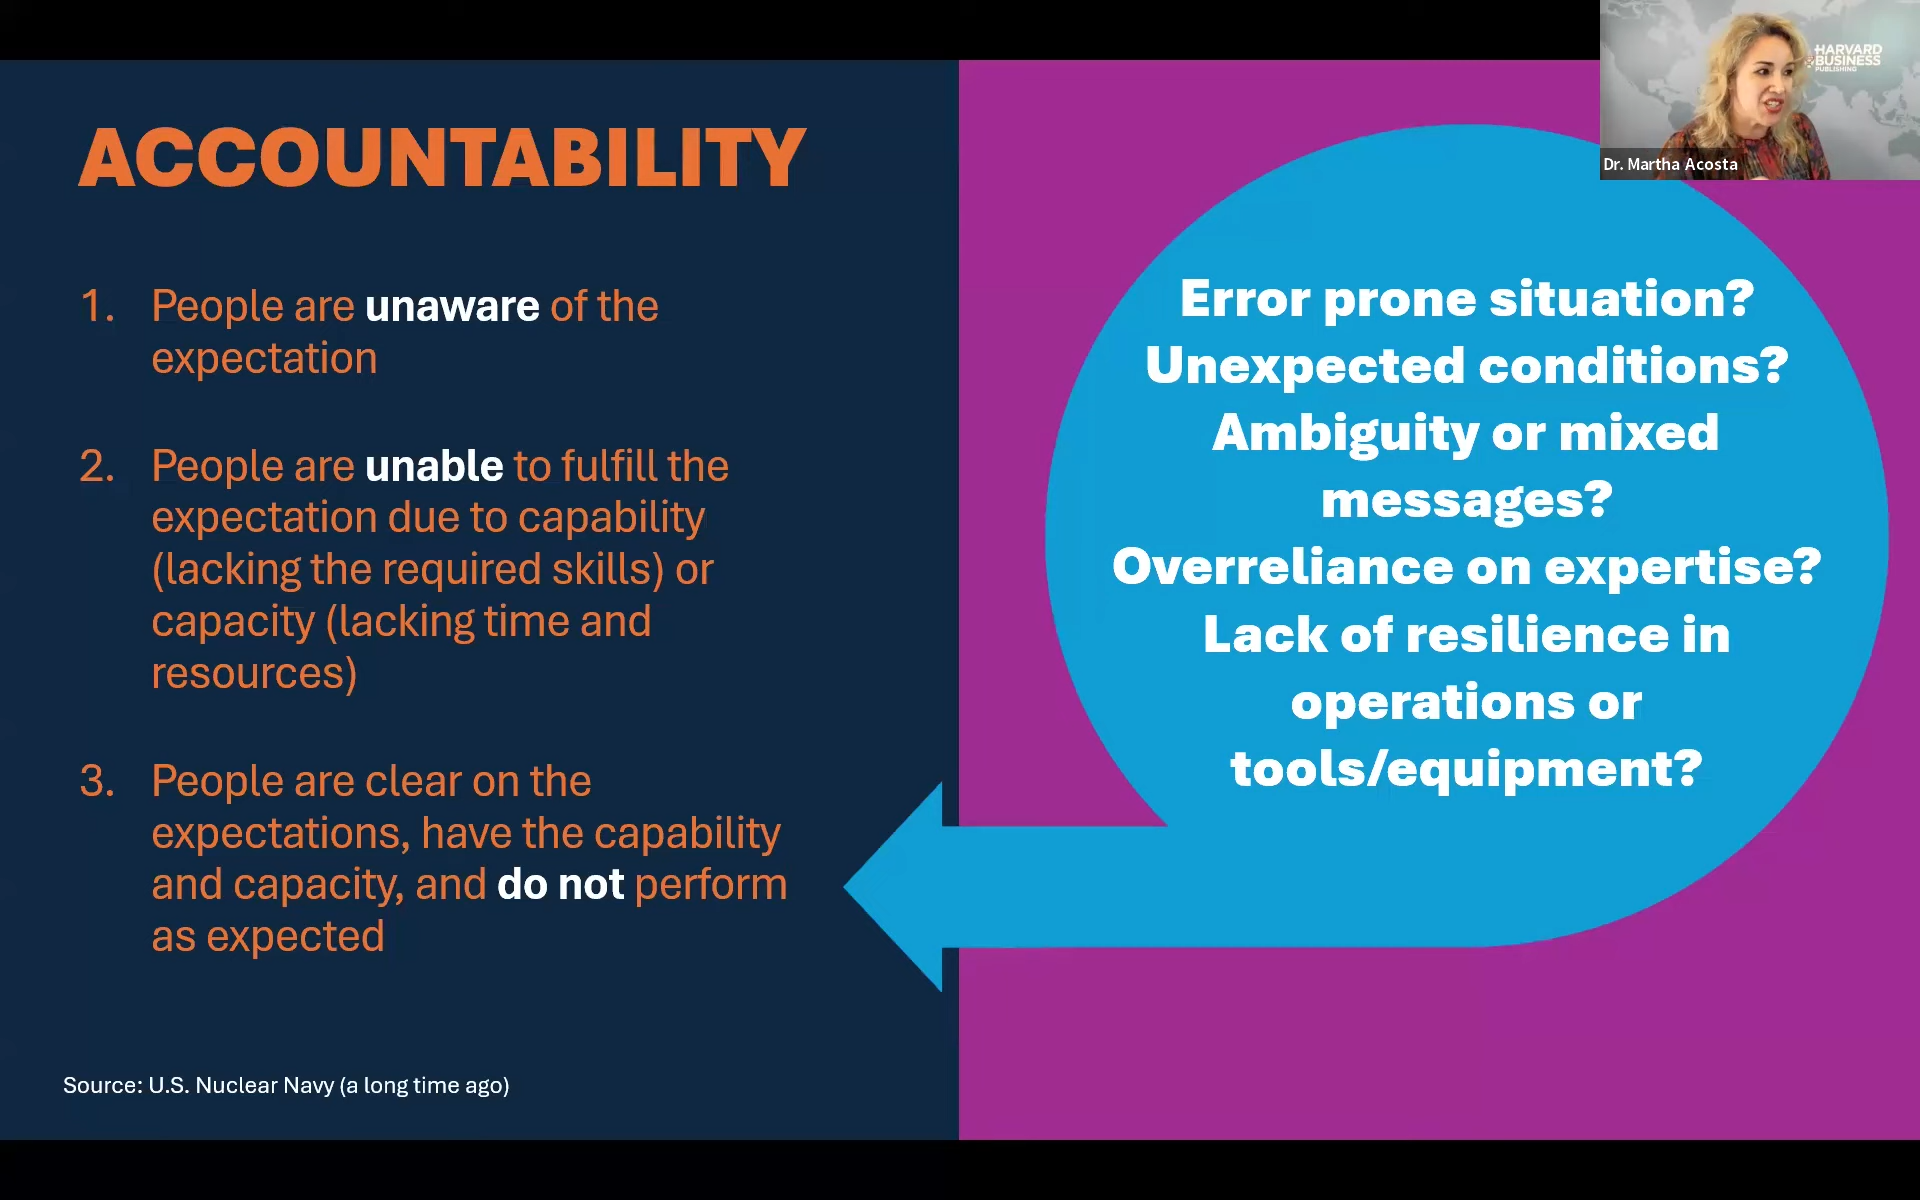 ACCOUNTABILITY
1. People are unaware of the
expectation
2. People are unable to fulfill the
expectation due to capability
(lacking the required skills) or
capacity (lacking time and
resources)
3. People are clear on the
expectations, have the capability
and capacity, and do not perform
as expected
Source: U.S. Nuclear Navy (a long time ago)
Error prone situation?
Unexpected conditions?
Ambiguity or mixed
messages?
Overreliance on expertise?
Lack of resilience in
operations or
tools/equipment?
HARVARD
BUSINESS
PUBLISHING
Dr. Martha Acosta